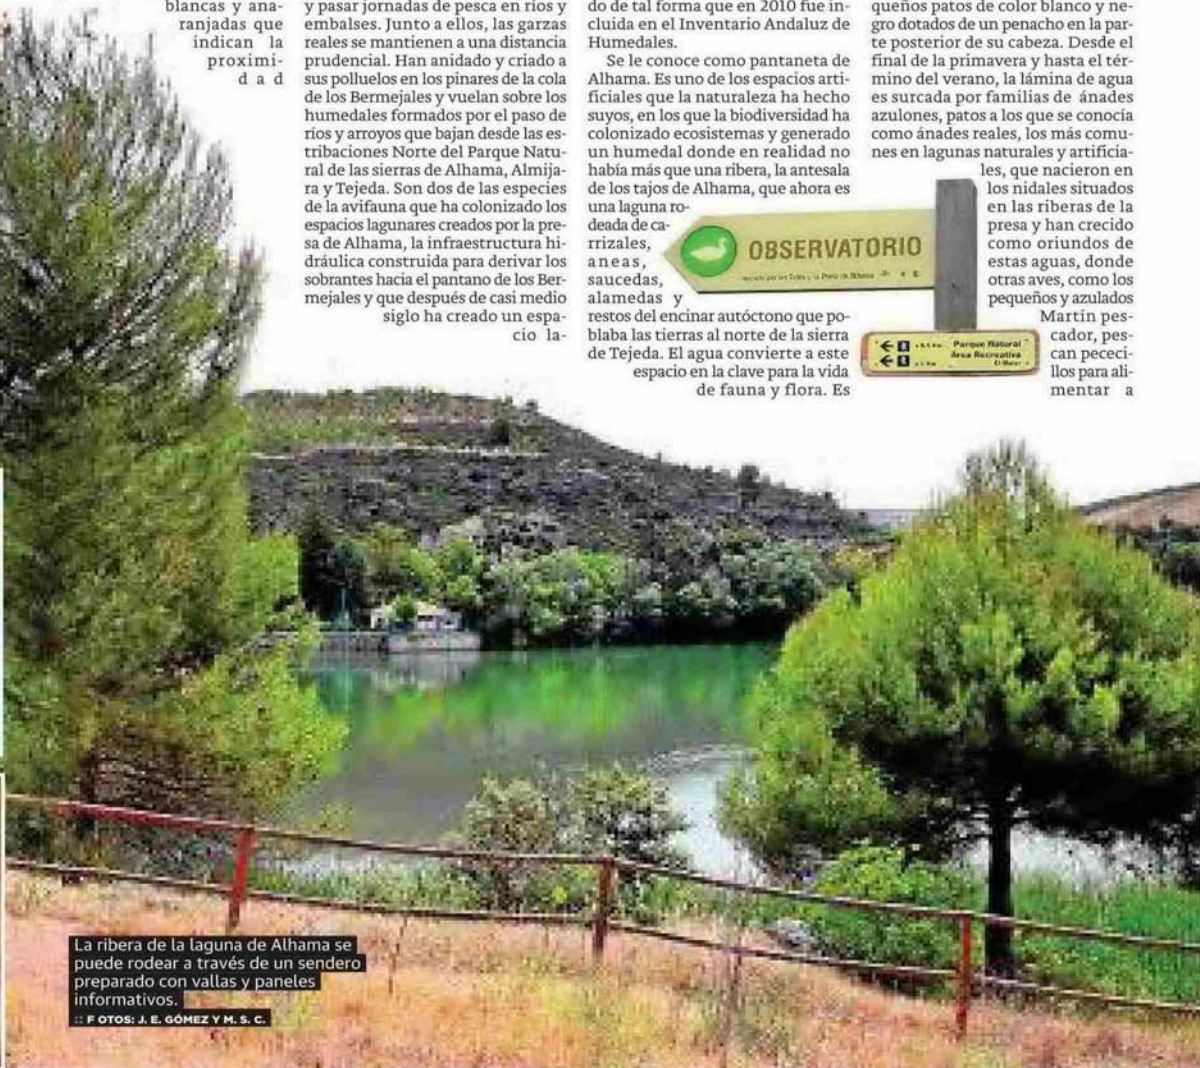 blancas y ana-
ranjadas que
indican la
proximi-
dad
y pasar jornadas de pesca en ríos y
embalses. Junto a ellos, las garzas
reales se mantienen a una distancia
prudencial. Han anidado y criado a
sus polluelos en los pinares de la cola
de los Bermejales y vuelan sobre los
humedales formados por el paso de
ríos y arroyos que bajan desde las es-
tribaciones Norte del Parque Natu-
ral de las sierras de Alhama, Almija-
ra y Tejeda. Son dos de las especies
de la avifauna que ha colonizado los
espacios lagunares creados por la pre-
sa de Alhama, la infraestructura hi-
dráulica construida para derivar los
sobrantes hacia el pantano de los Ber-
mejales y que después de casi medio
siglo ha creado un espa-
cio la-
do de tal forma que en 2010 fue in-
cluida en el Inventario Andaluz de
Humedales.
Se le conoce como pantaneta de
Alhama. Es uno de los espacios arti-
ficiales que la naturaleza ha hecho
suyos, en los que la biodiversidad ha
colonizado ecosistemas y generado
un humedal donde en realidad no
había más que una ribera, la antesala
de los tajos de Alhama, que ahora es
una laguna ro-
deada de ca-
rrizales,
aneas,
saucedas,
alamedas y
restos del encinar autóctono que po-
blaba las tierras al norte de la sierra
de Tejeda. El agua convierte a este
espacio en la clave para la vida
de fauna y flora. Es
queños patos de color blanco y ne-
gro dotados de un penacho en la par-
te posterior de su cabeza. Desde el
final de la primavera y hasta el tér-
mino del verano, la lámina de agua
es surcada por familias de ánades
azulones, patos a los que se conocía
como ánades reales, los más comu-
nes en lagunas naturales y artificia-
les, que nacieron en
los nidales situados
en las riberas de la
presa y han crecido
como oriundos de
estas aguas, donde
otras aves, como los
pequeños y azulados
Martín pes-
cador, pes-
can pececi-
llos para ali-
mentar a
OBSERVATORIO
Parque Natural
Área Recreativa
La ribera de la laguna de Alhama se
puede rodear a través de un sendero
preparado con vallas y paneles
informativos.
:: F OTOS: J. E. GÓMEZ Y M. S. C.